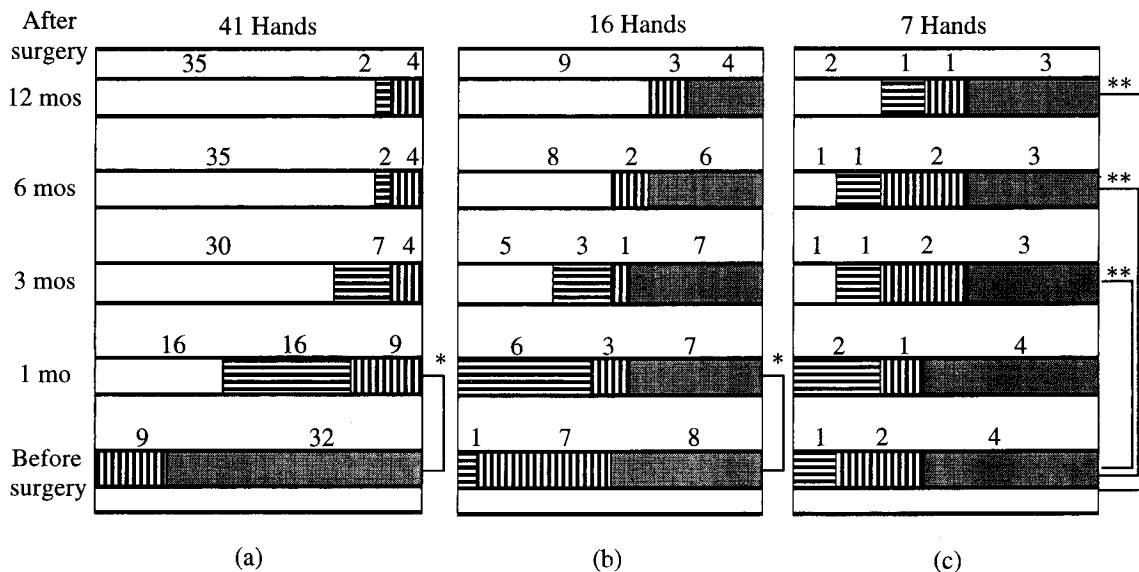 After surgery 41 Hands 16 Hands 7 Hands
35 2 4 9 3 4 2 1 1 3
12 mos **
35 2 4 8 2 6 1 1 2 3
6 mos **
30 7 4 5 3 1 7 1 1 2 3
3 mos **
16 16 9 * 6 3 7 * 2 1 4
1 mo
9 32 1 7 8 1 2 4
Before surgery
(a) (b) (c)